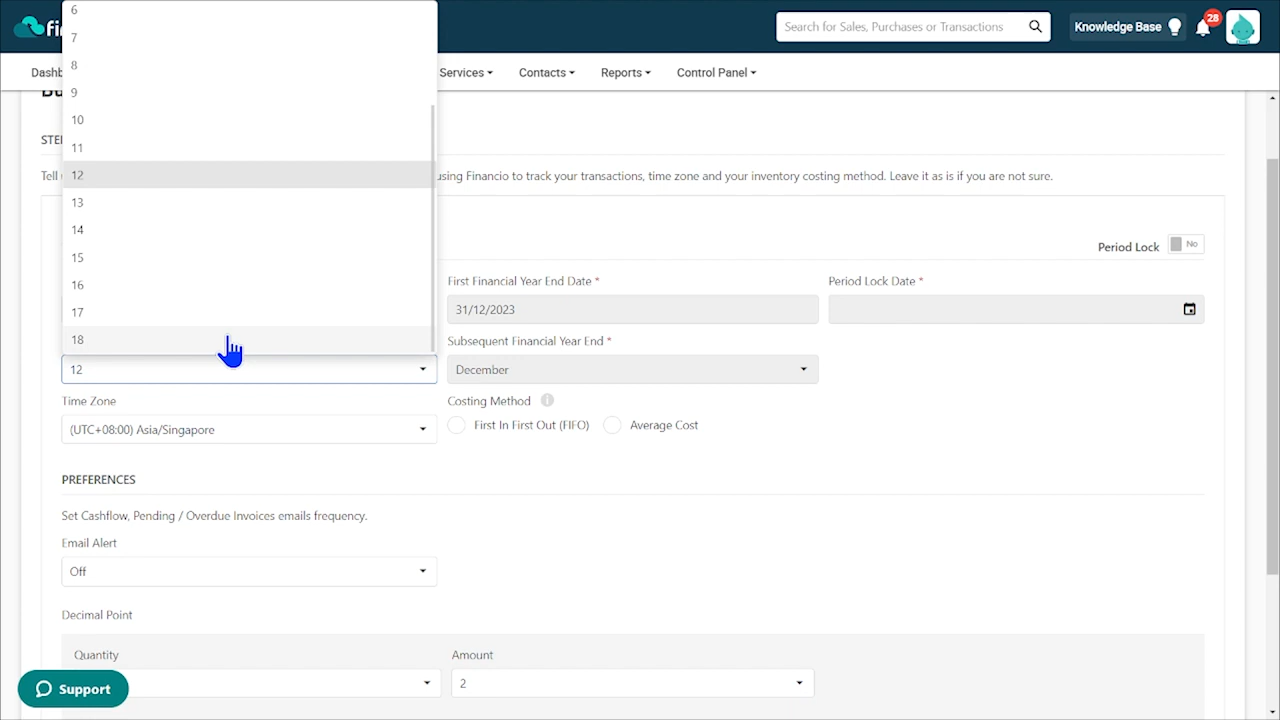 fi
Search for Sales, Purchases or Transactions
Knowledge Base
28
Services
Contacts
Reports
Control Panel
6
7
8
9
10
11
12
13
14
15
16
17
18
Tell
using Financio to track your transactions, time zone and your inventory costing method. Leave it as is if you are not sure.
Period Lock
No
First Financial Year End Date *
Period Lock Date *
31/12/2023
Subsequent Financial Year End *
12
December
Time Zone
Costing Method
(UTC+08:00) Asia/Singapore
First In First Out (FIFO)
Average Cost
PREFERENCES
Set Cashflow, Pending / Overdue Invoices emails frequency.
Email Alert
Off
Decimal Point
Quantity
Amount
2
Support